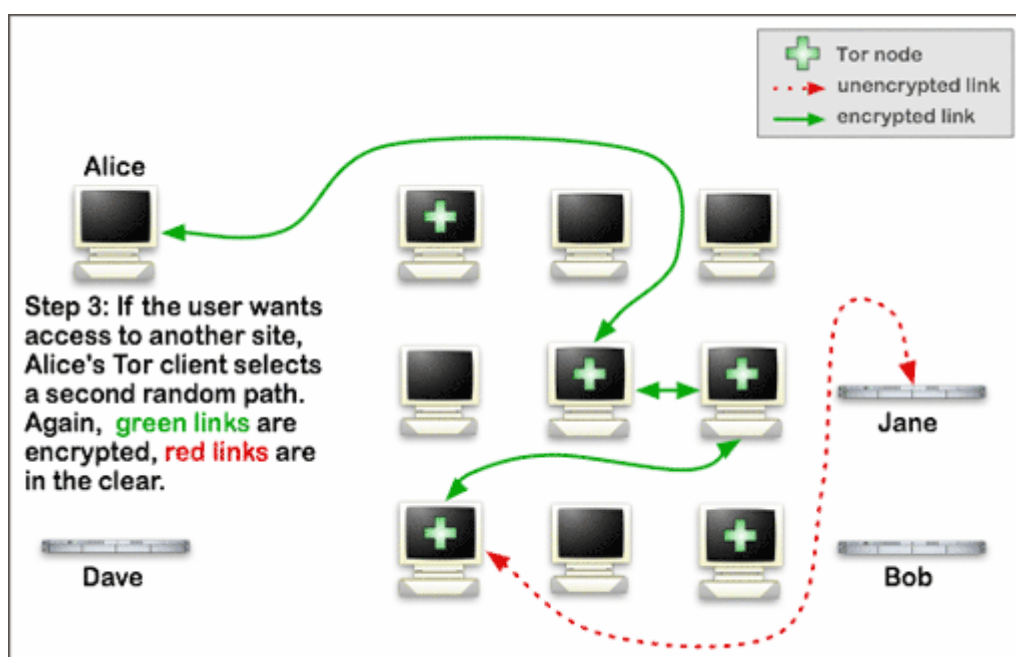 Tor node
unencrypted link
encrypted link
Alice
Step 3: If the user wants
access to another site,
Alice's Tor client selects
a second random path.
Again, green links are
encrypted, red links are
in the clear.
Jane
Dave
Bob